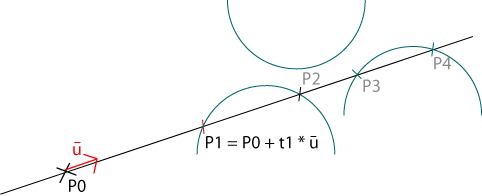 P2
P4
P3
P1 = P0 + t1 * ū
ū
P0